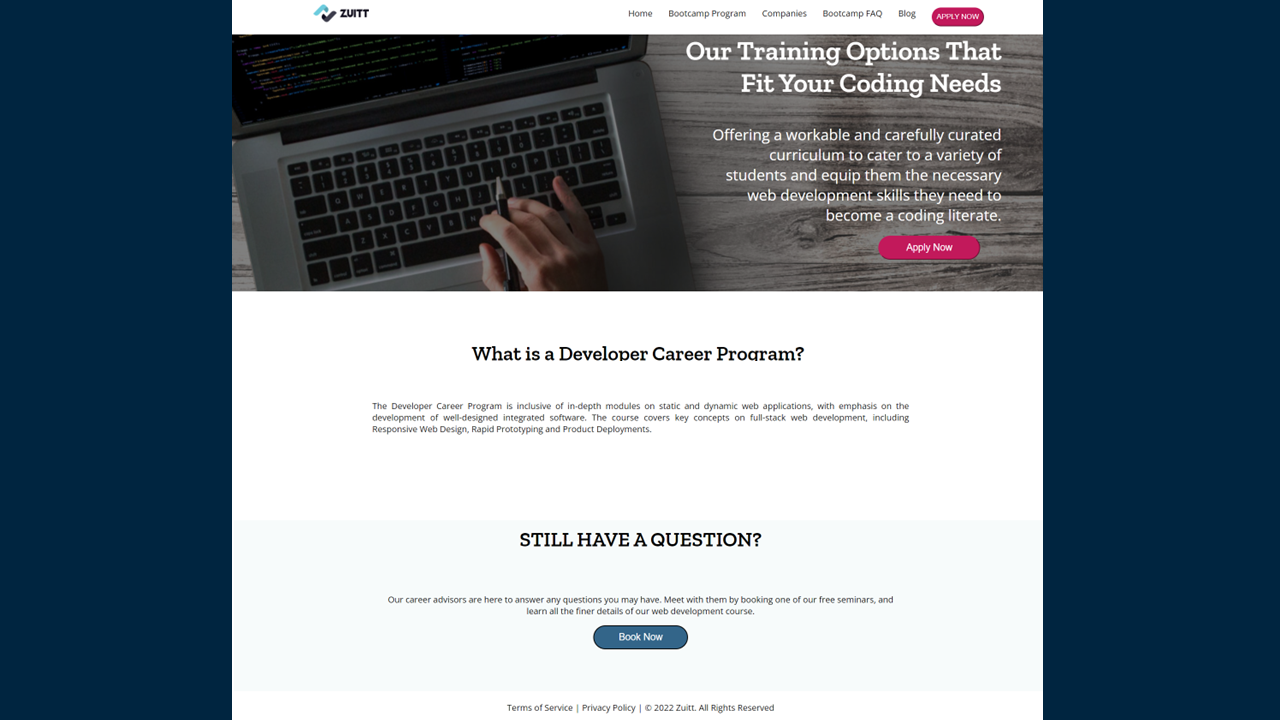 ZUITT
Home Bootcamp Program Companies Bootcamp FAQ Blog APPLY NOW
Our Training Options That
Fit Your Coding Needs
Offering a workable and carefully curated
curriculum to cater to a variety of
students and equip them the necessary
web development skills they need to
become a coding literate.
Apply Now
What is a Developer Career Program?
The Developer Career Program is inclusive of in-depth modules on static and dynamic web applications, with emphasis on the
development of well-designed integrated software. The course covers key concepts on full-stack web development, including
Responsive Web Design, Rapid Prototyping and Product Deployments.
STILL HAVE A QUESTION?
Our career advisors are here to answer any questions you may have. Meet with them by booking one of our free seminars, and
learn all the finer details of our web development course.
Book Now
Terms of Service | Privacy Policy | © 2022 Zuitt. All Rights Reserved